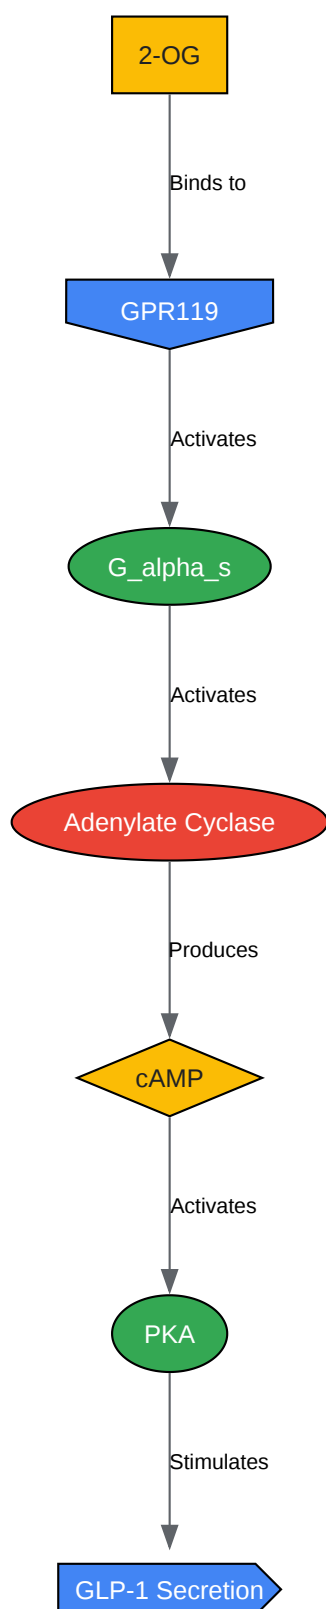 2-OG
Binds to
GPR119
Activates
G_alpha_s
Activates
Adenylate Cyclase
Produces
cAMP
Activates
PKA
Stimulates
GLP-1 Secretion